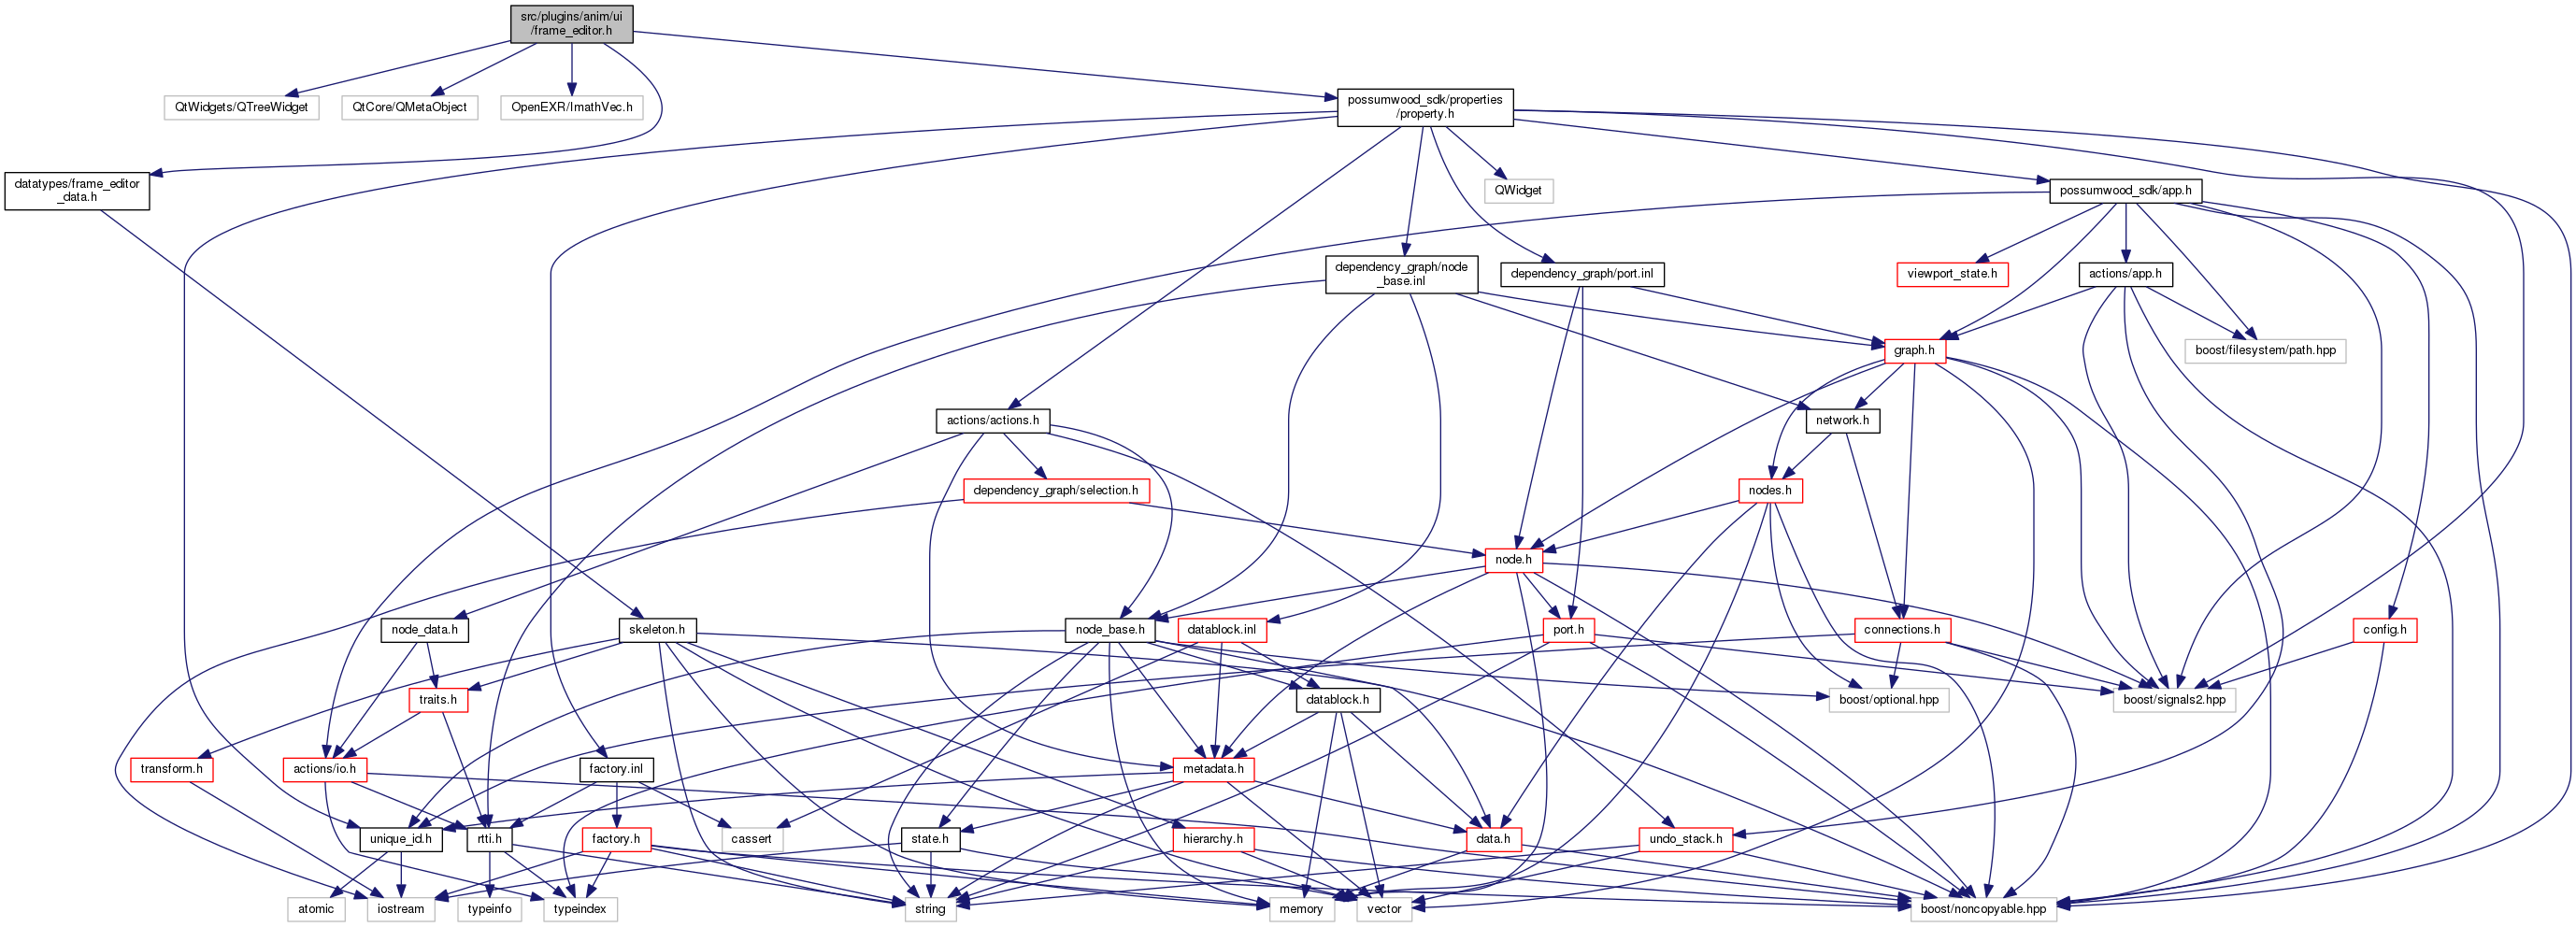 src/plugins/anim/ui
/frame_editor.h
QtWidgets/QTreeWidget
QtCore/QMetaObject
OpenEXR/ImathVec.h
possumwood_sdk/properties
/property.h
datatypes/frame_editor
_data.h
QWidget
possumwood_sdk/app.h
dependency_graph/node
_base.inl
dependency_graph/port.inl
viewport_state.h
actions/app.h
graph.h
boost/filesystem/path.hpp
actions/actions.h
network.h
dependency_graph/selection.h
nodes.h
node.h
node_data.h
skeleton.h
node_base.h
datablock.inl
port.h
connections.h
config.h
traits.h
datablock.h
boost/optional.hpp
boost/signals2.hpp
transform.h
actions/io.h
factory.inl
metadata.h
unique_id.h
rtti.h
factory.h
cassert
state.h
hierarchy.h
data.h
undo_stack.h
atomic
iostream
typeinfo
typeindex
string
memory
vector
boost/noncopyable.hpp